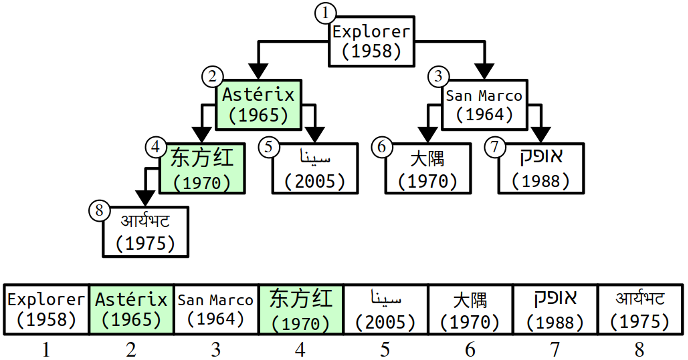 1
Explorer
(1958)
2
Astérix
(1965)
3
San Marco
(1964)
4
东方红
(1970)
5
سينا
(2005)
6
大隅
(1970)
7
אופק
(1988)
8
आर्यभट
(1975)
Explorer Astérix San Marco 东方红 سينا 大隅 אופק आर्यभट
(1958) (1965) (1964) (1970) (2005) (1970) (1988) (1975)
1 2 3 4 5 6 7 8